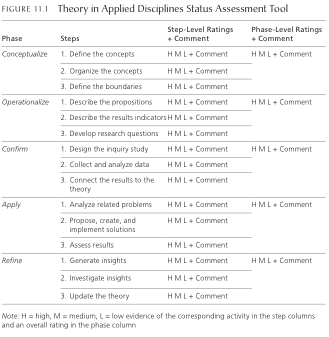 FIGURE 11.1 Theory in Applied Disciplines Status Assessment Tool
Phase Steps Step-Level Ratings + Comment Phase-Level Ratings + Comment
Conceptualize 1. Define the concepts H M L + Comment H M L + Comment
2. Organize the concepts H M L + Comment
3. Define the boundaries H M L + Comment
Operationalize 1. Describe the propositions H M L + Comment H M L + Comment
2. Describe the results indicators H M L + Comment
3. Develop research questions H M L + Comment
Confirm 1. Design the inquiry study H M L + Comment H M L + Comment
2. Collect and analyze data H M L + Comment
3. Connect the results to the H M L + Comment
theory
Apply 1. Analyze related problems H M L + Comment H M L + Comment
2. Propose, create, and H M L + Comment
implement solutions
3. Assess results H M L + Comment
Refine 1. Generate insights H M L + Comment H M L + Comment
2. Investigate insights H M L + Comment
3. Update the theory H M L + Comment
Note: H = high, M = medium, L = low evidence of the corresponding activity in the step columns
and an overall rating in the phase column